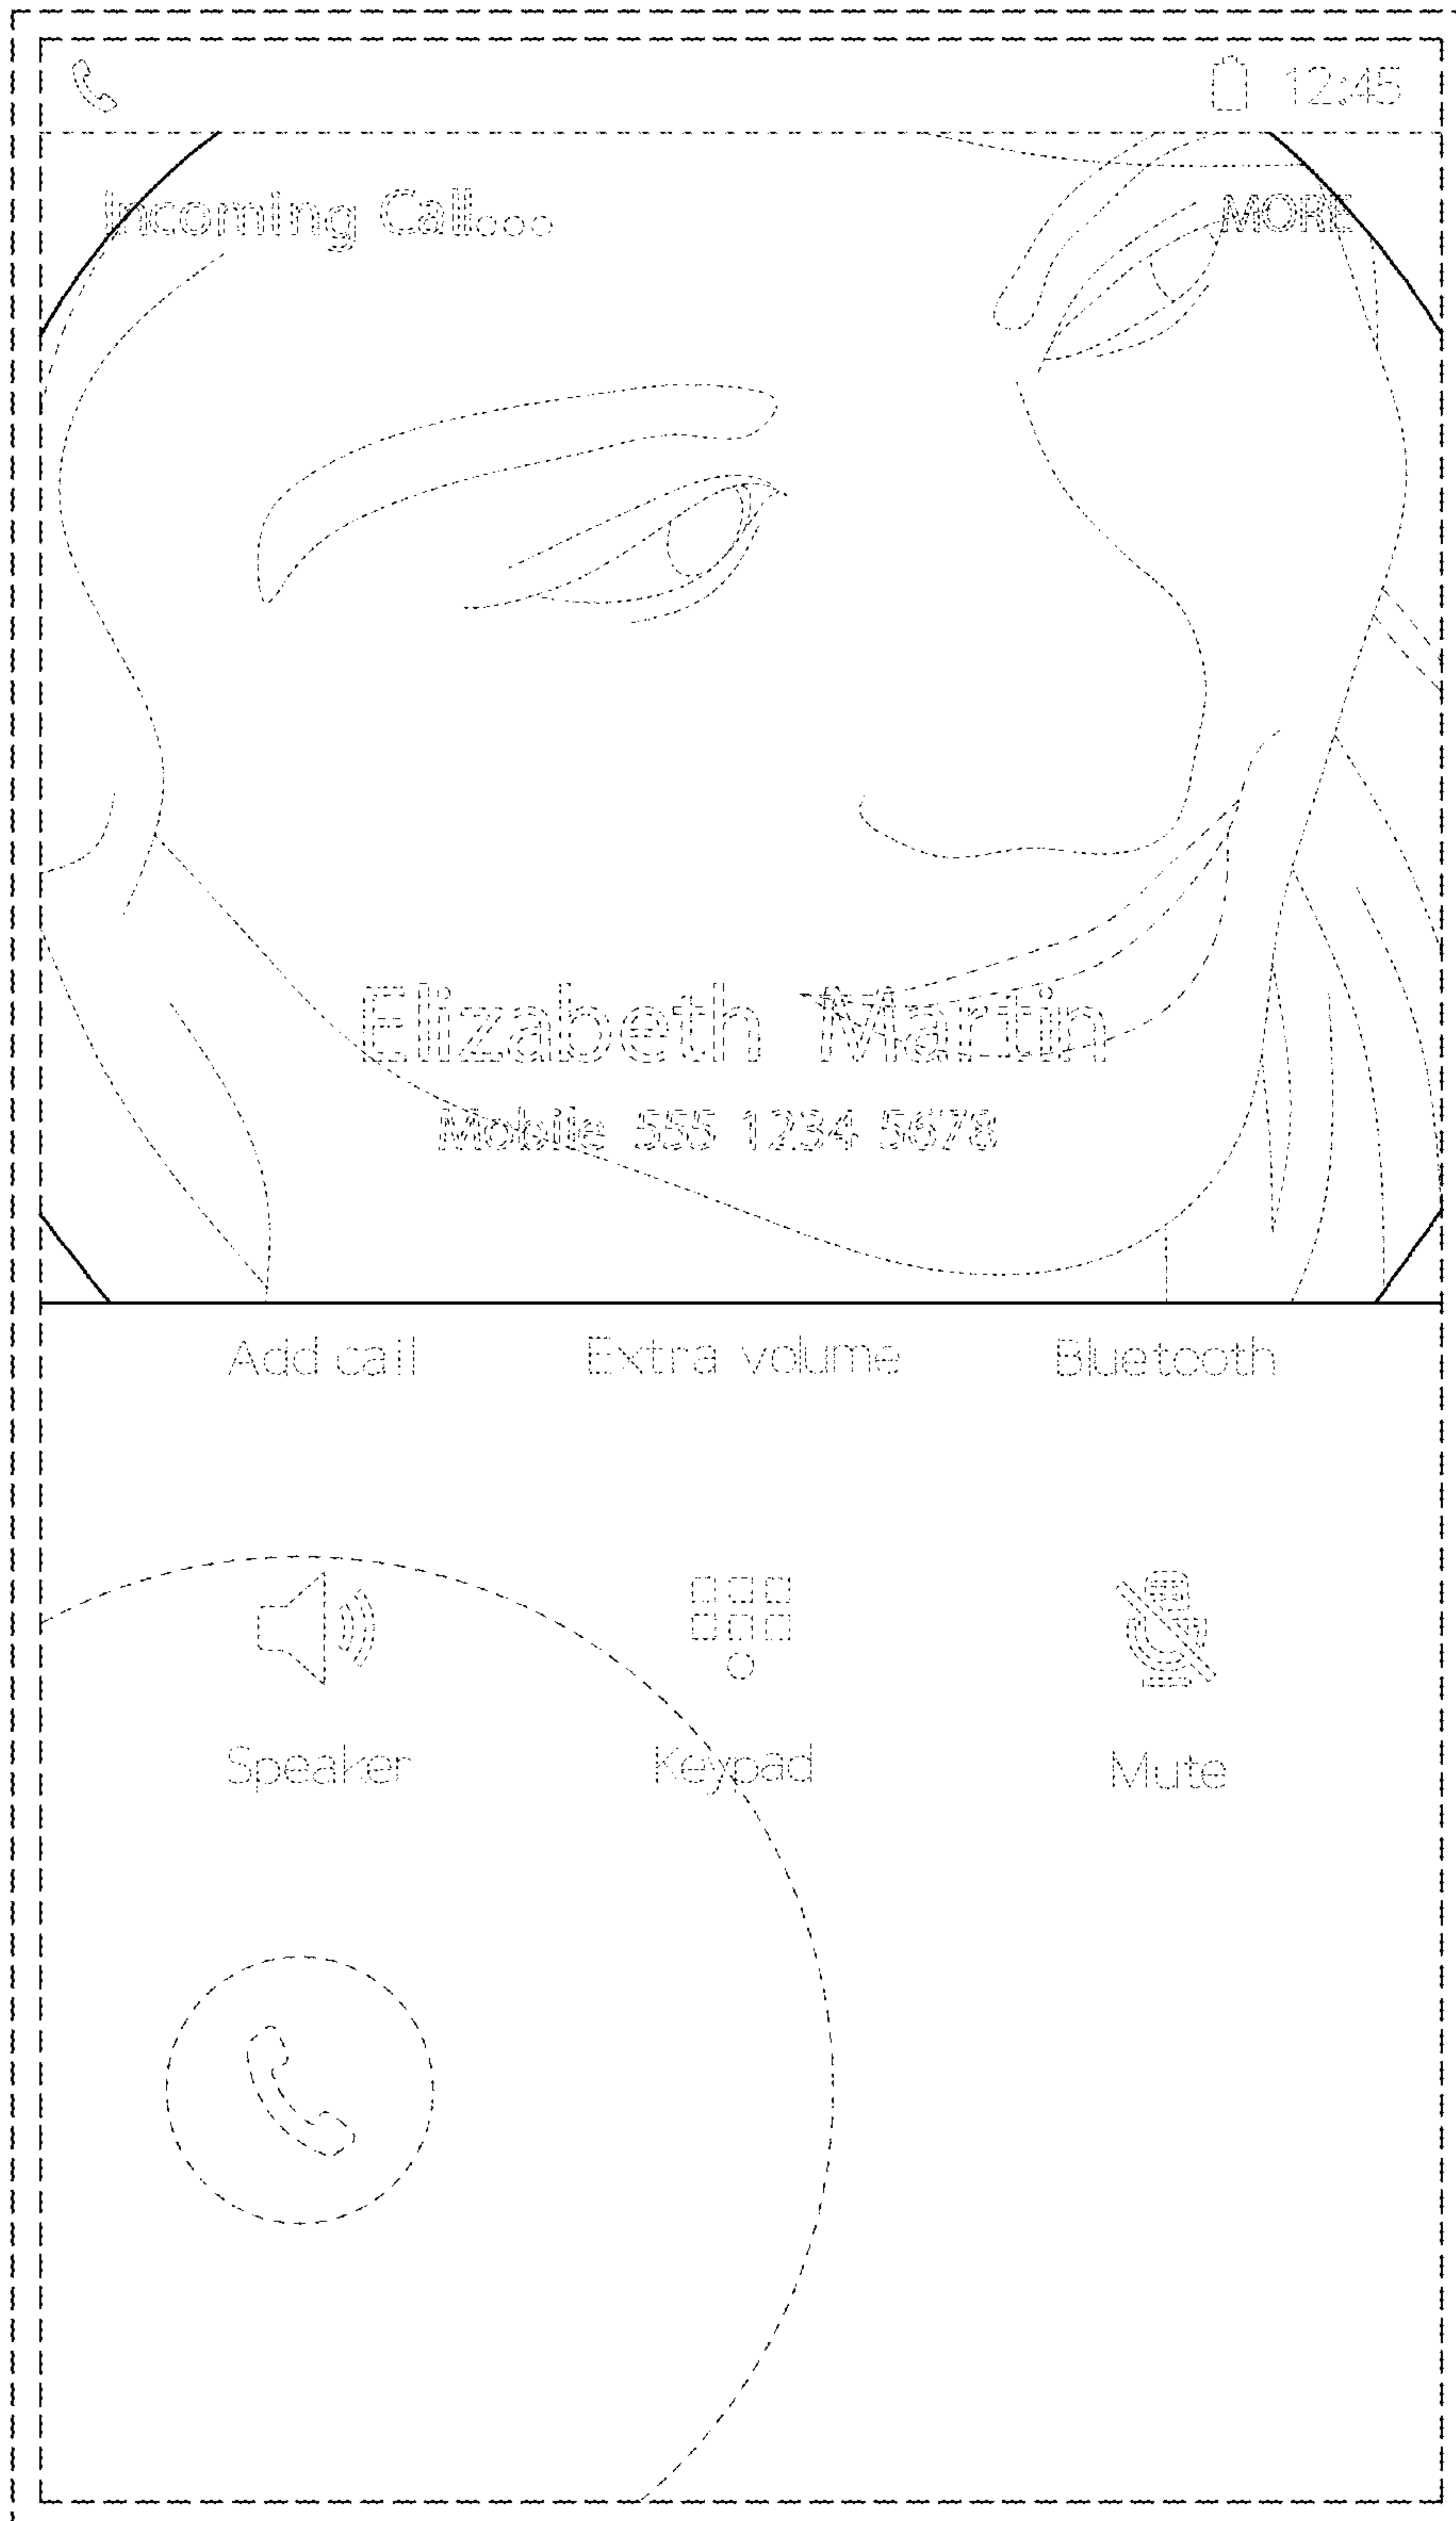 12:45
Incoming Call... MORE
Elizabeth Martin
Mobile 555 1234 5678
Add call Extra volume Bluetooth
Speaker Keypad Mute